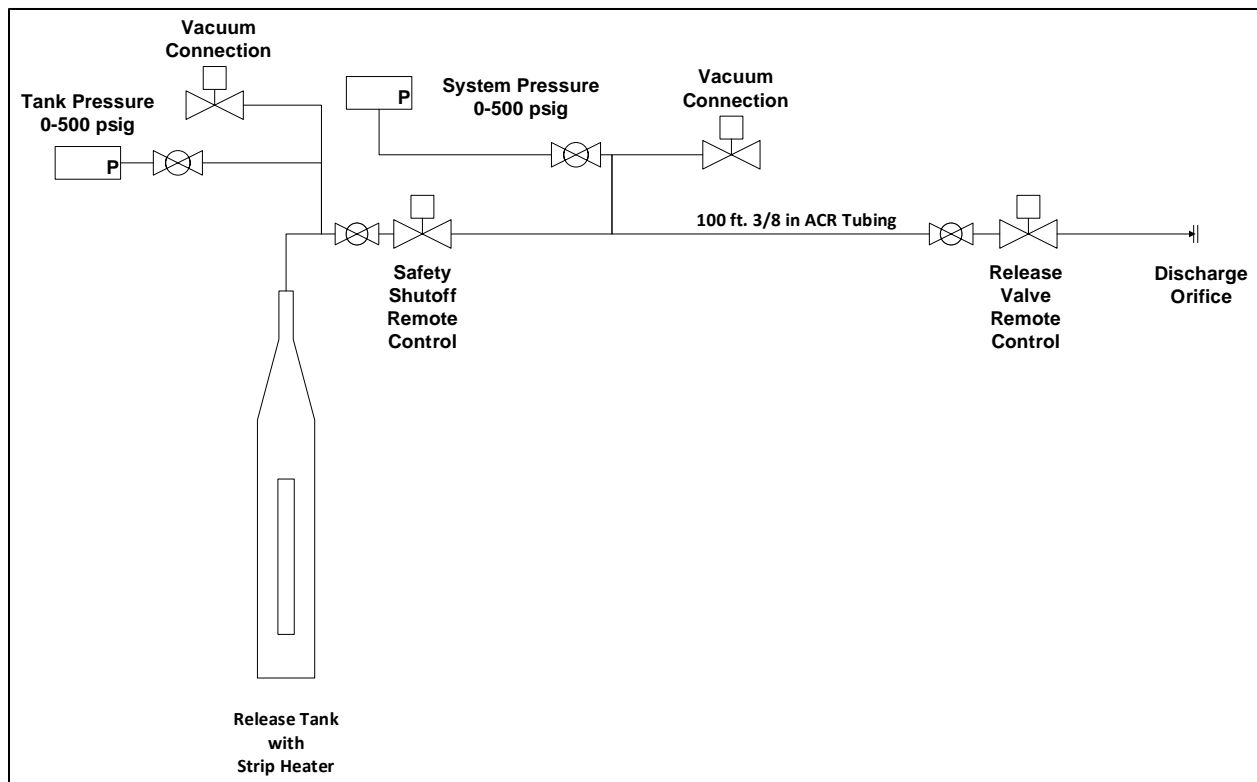 Vacuum
Connection
Tank Pressure
0-500 psig
P
P
System Pressure
0-500 psig
Vacuum
Connection
100 ft. 3/8 in ACR Tubing
Safety
Shutoff
Remote
Control
Release
Valve
Remote
Control
Discharge
Orifice
Release Tank
with
Strip Heater